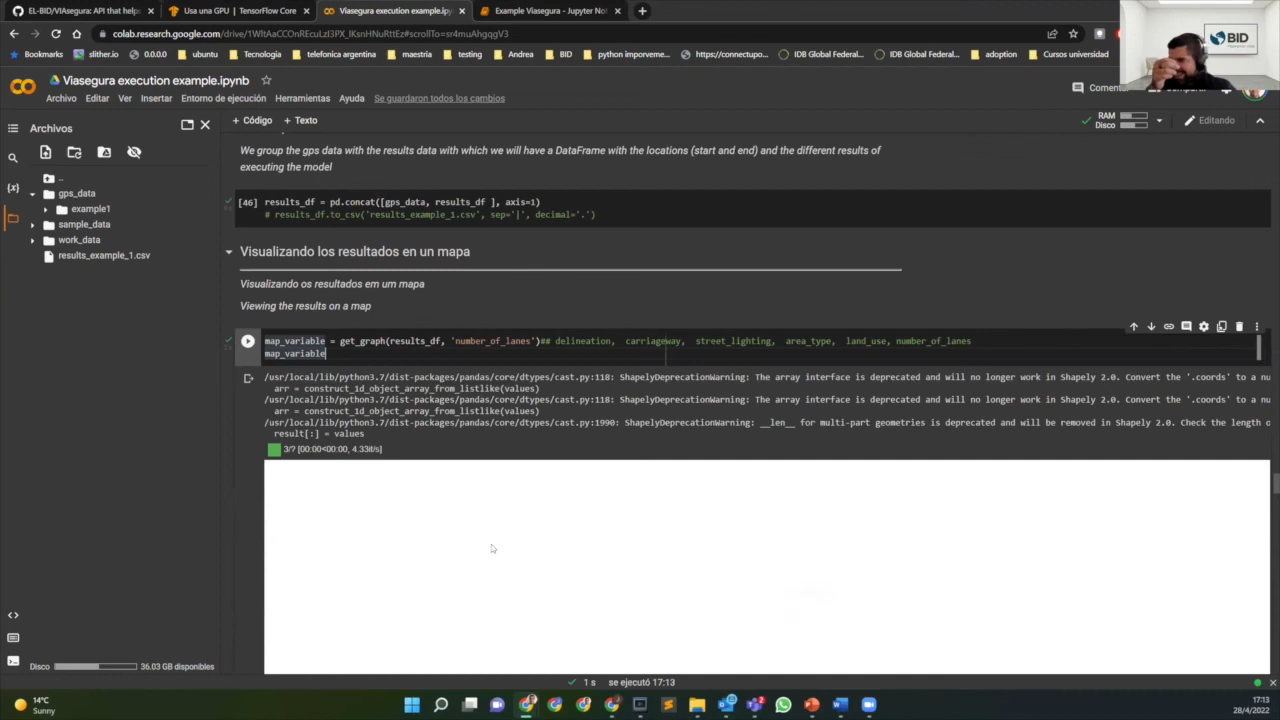 EL-BID/VIAsegura: API that help
Usa una GPU | TensorFlow Core
Viasegura execution example.ip
Example Viasegura - Jupyter Not
colab.research.google.com/drive/1WItAaCCOnREcuLzI3PX_IKsnHNuRttEz#scrollTo=sr4muAhgqgV3
Bookmarks slither.io 0.0.0.0 ubuntu Tecnologia telefonica argentina maestria testing Andrea BID python imporveme... https://connectupo... IDB Global Federal... IDB Global Federal... adoption Cursos universidad
BID
Viasegura execution example.ipynb
Archivo Editar Ver Insertar Entorno de ejecución Herramientas Ayuda Se guardaron todos los cambios
Comentar
+ Código + Texto
RAM
Disco
Editando
Archivos
..
gps_data
example1
sample_data
work_data
results_example_1.csv
Disco 36.03 GB disponibles
We group the gps data with the results data with which we will have a DataFrame with the locations (start and end) and the different results of
executing the model
[46] results_df = pd.concat([gps_data, results_df ], axis=1)
# results_df.to_csv('results_example_1.csv', sep='|', decimal='.')
Visualizando los resultados en un mapa
Visualizando os resultados em um mapa
Viewing the results on a map
map_variable = get_graph(results_df, 'number_of_lanes')## delineation, carriageway, street_lighting, area_type, land_use, number_of_lanes
map_variable
/usr/local/lib/python3.7/dist-packages/pandas/core/dtypes/cast.py:118: ShapelyDeprecationWarning: The array interface is deprecated and will no longer work in Shapely 2.0. Convert the '.coords' to a nu
arr = construct_1d_object_array_from_listlike(values)
/usr/local/lib/python3.7/dist-packages/pandas/core/dtypes/cast.py:118: ShapelyDeprecationWarning: The array interface is deprecated and will no longer work in Shapely 2.0. Convert the '.coords' to a nu
arr = construct_1d_object_array_from_listlike(values)
/usr/local/lib/python3.7/dist-packages/pandas/core/dtypes/cast.py:1990: ShapelyDeprecationWarning: __len__ for multi-part geometries is deprecated and will be removed in Shapely 2.0. Check the length o
result[:] = values
3/? [00:00<00:00, 4.33it/s]
1 s se ejecutó 17:13
14°C
Sunny
17:13
28/4/2022